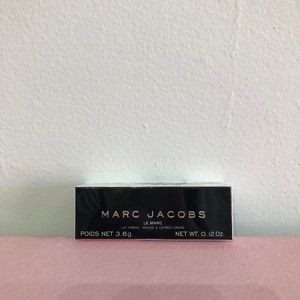 MARC JACOBS
LE MARC
LIP CRÈME · ROUGE À LÈVRES CRÈME
POIDS NET 3.6g NET WT. 0.12 Oz.